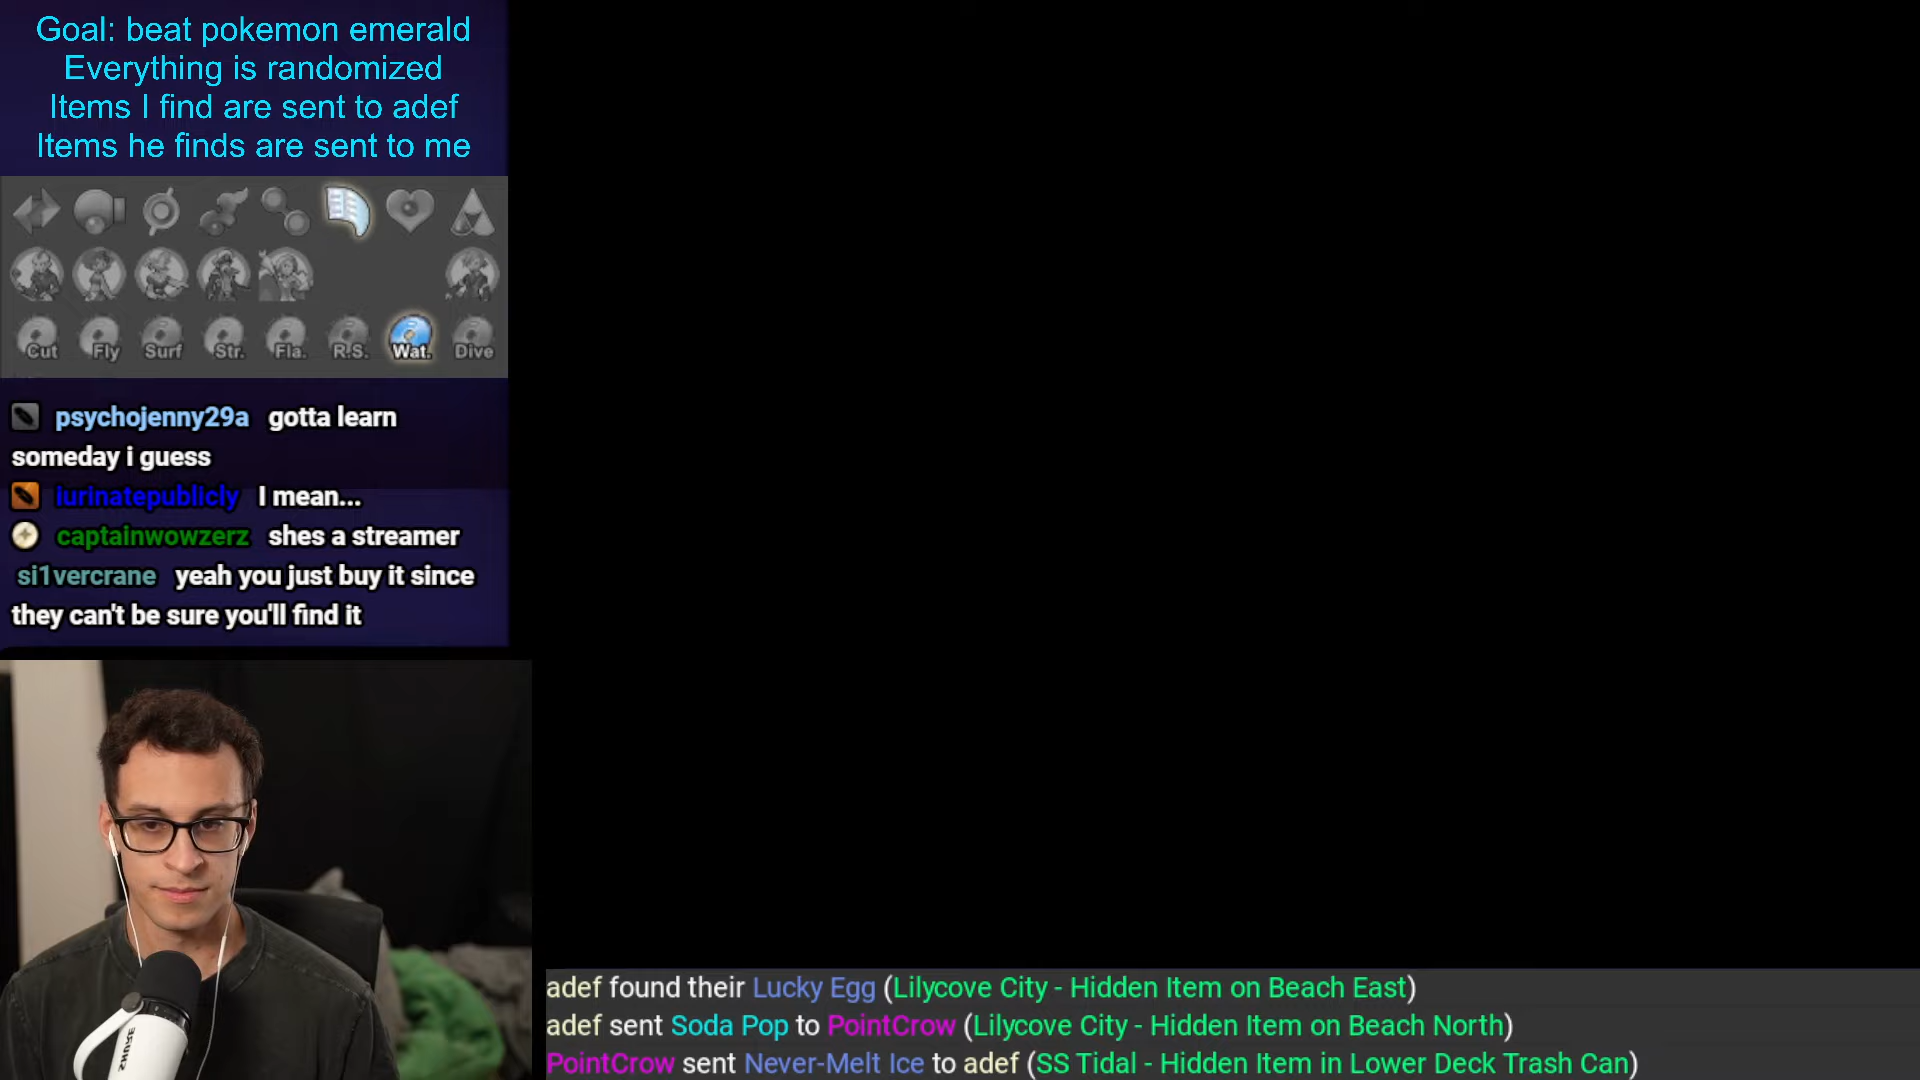 Goal: beat pokemon emerald
Everything is randomized
Items I find are sent to adef
Items he finds are sent to me
Cut Fly Surf Str. Fla. R.S. Wat. Dive
psychojenny29a gotta learn
someday i guess
iurinatepublicly I mean...
captainwowzerz shes a streamer
si1vercrane yeah you just buy it since
they can't be sure you'll find it
SHURE
adef found their Lucky Egg (Lilycove City - Hidden Item on Beach East)
adef sent Soda Pop to PointCrow (Lilycove City - Hidden Item on Beach North)
PointCrow sent Never-Melt Ice to adef (SS Tidal - Hidden Item in Lower Deck Trash Can)